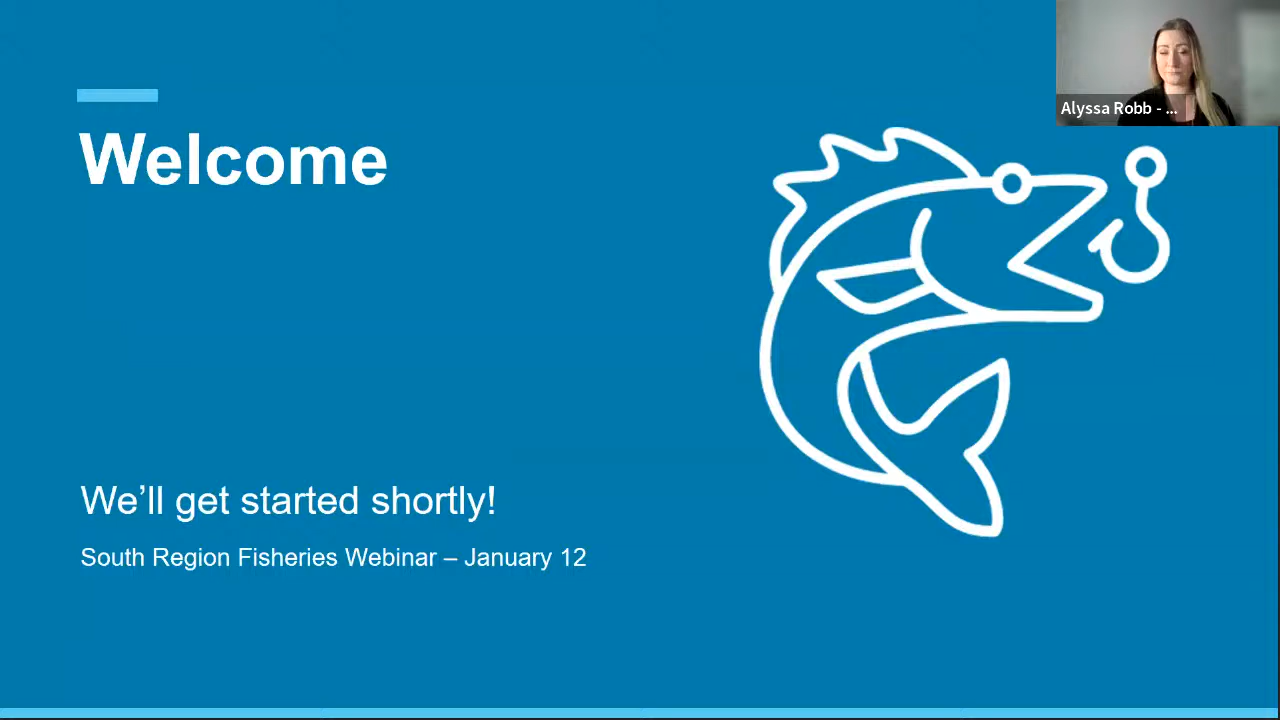 Alyssa Robb - ...
Welcome
We’ll get started shortly!
South Region Fisheries Webinar – January 12